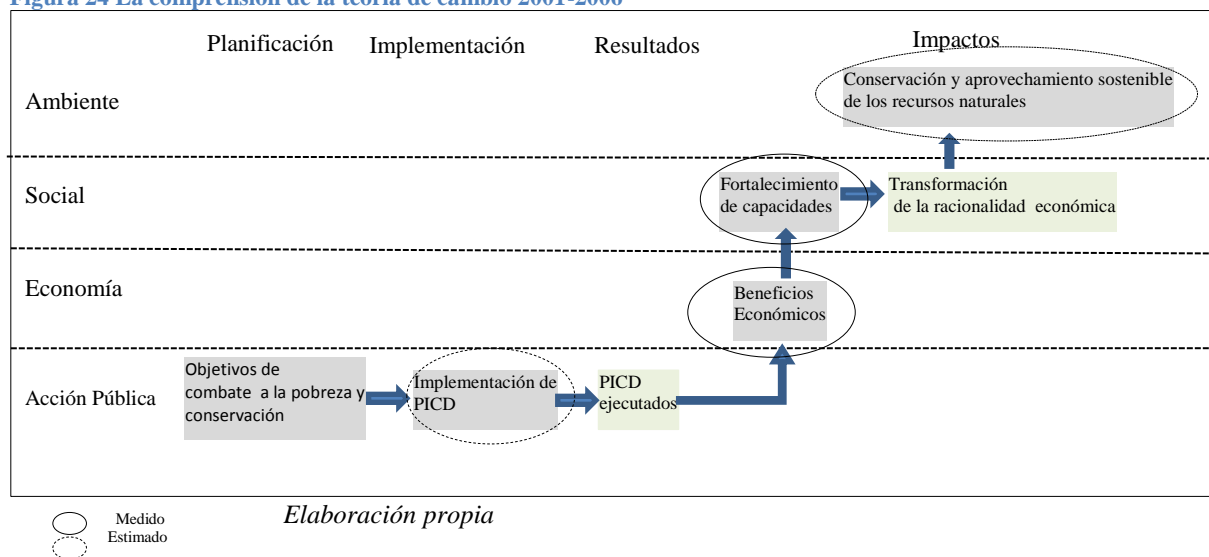 Figura 24 La comprensión de la teoría de cambio 2001-2006
Planificación Implementación Resultados Impactos
Ambiente
Conservación y aprovechamiento sostenible
de los recursos naturales
Social
Fortalecimiento
de capacidades
Transformación
de la racionalidad económica
Economía
Beneficios
Económicos
Acción Pública
Objetivos de
combate a la pobreza y
conservación
Implementación de
PICD
PICD
ejecutados
Medido
Estimado
Elaboración propia